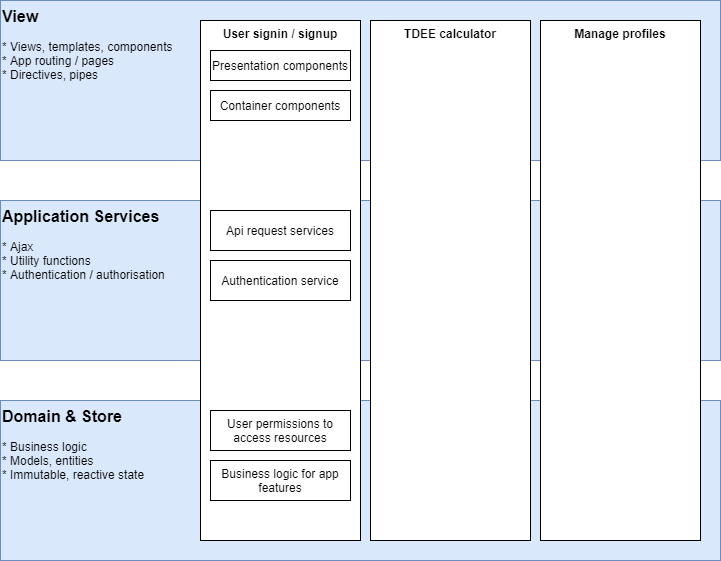 View
* Views, templates, components
* App routing / pages
* Directives, pipes
User signin / signup
Presentation components
Container components
TDEE calculator
Manage profiles
Application Services
* Ajax
* Utility functions
* Authentication / authorisation
Api request services
Authentication service
Domain & Store
* Business logic
* Models, entities
* Immutable, reactive state
User permissions to
access resources
Business logic for app
features